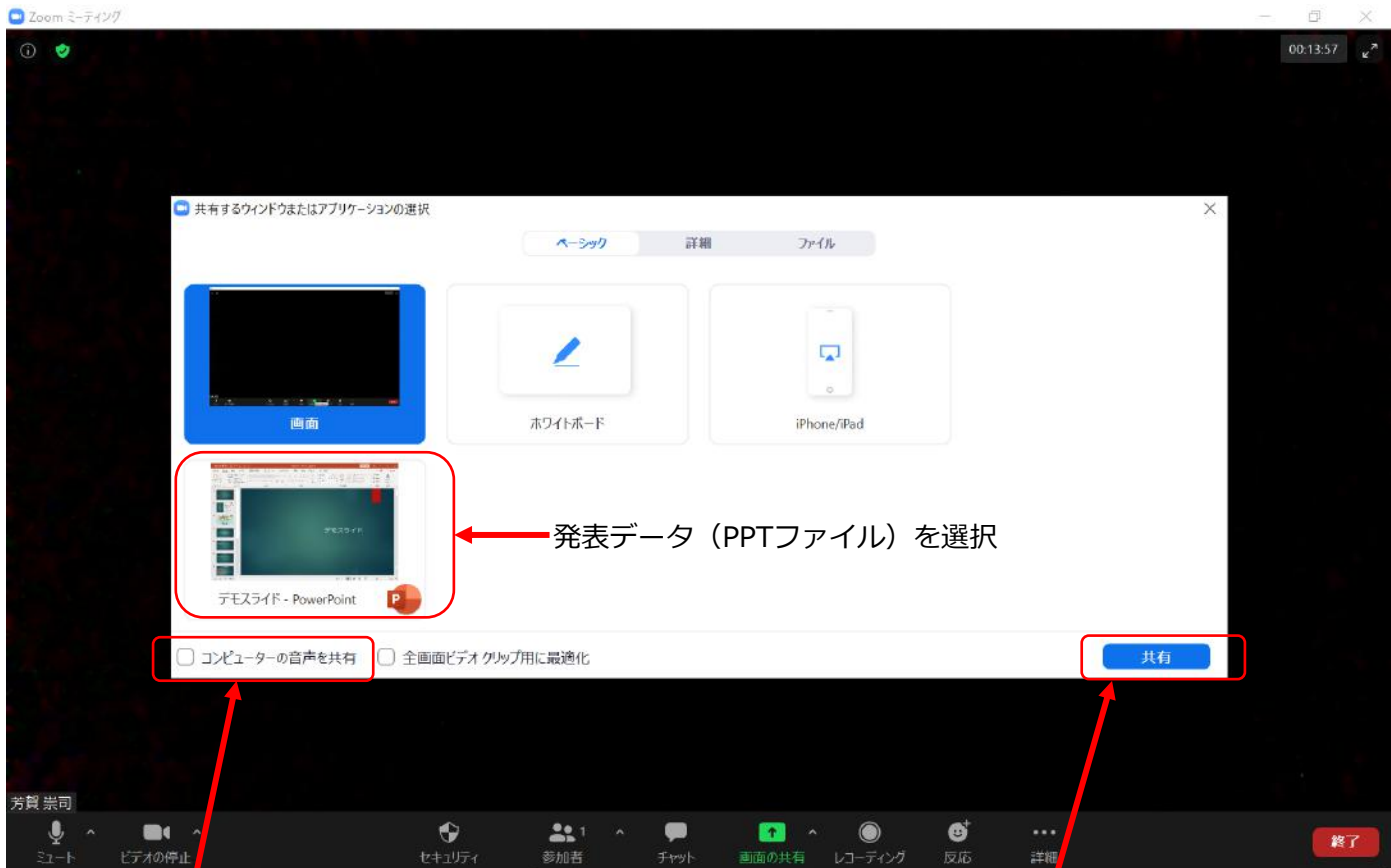 Zoom ミーティング
00:13:57
共有するウィンドウまたはアプリケーションの選択
ベーシック 詳細 ファイル
画面 ホワイトボード iPhone/iPad
デモスライド
発表データ（PPTファイル）を選択
デモスライド - PowerPoint
P
コンピューターの音声を共有 全画面ビデオ クリップ用に最適化 共有
芳賀 崇司
1
ミュート ビデオの停止 セキュリティ 参加者 チャット 画面の共有 レコーディング 反応 詳細 終了